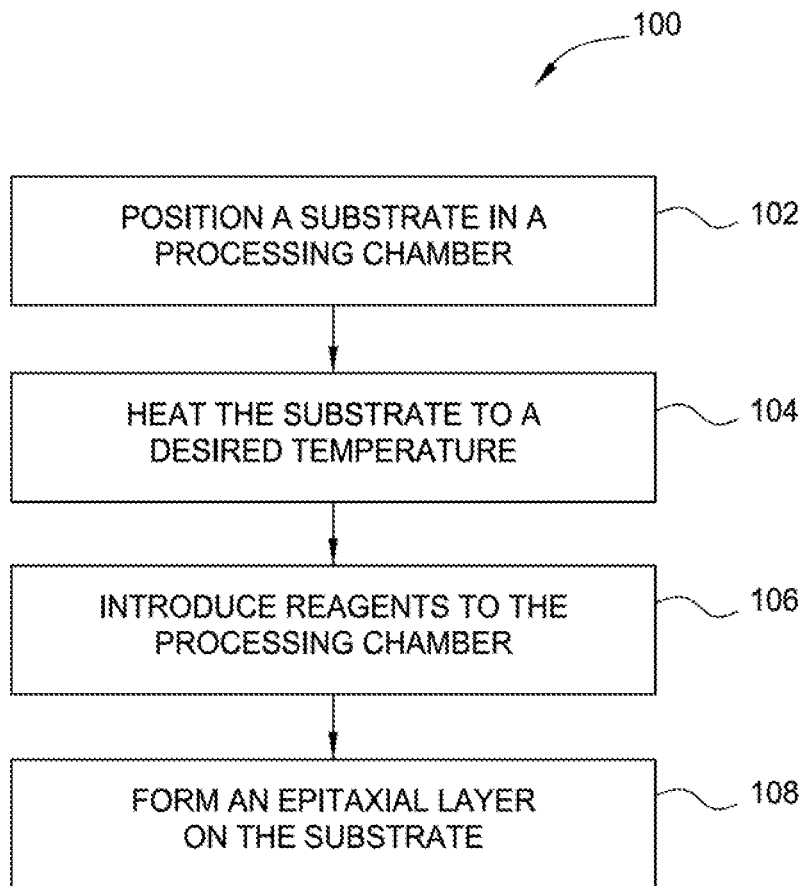 100
POSITION A SUBSTRATE IN A
PROCESSING CHAMBER
102
HEAT THE SUBSTRATE TO A
DESIRED TEMPERATURE
104
INTRODUCE REAGENTS TO THE
PROCESSING CHAMBER
106
FORM AN EPITAXIAL LAYER
ON THE SUBSTRATE
108